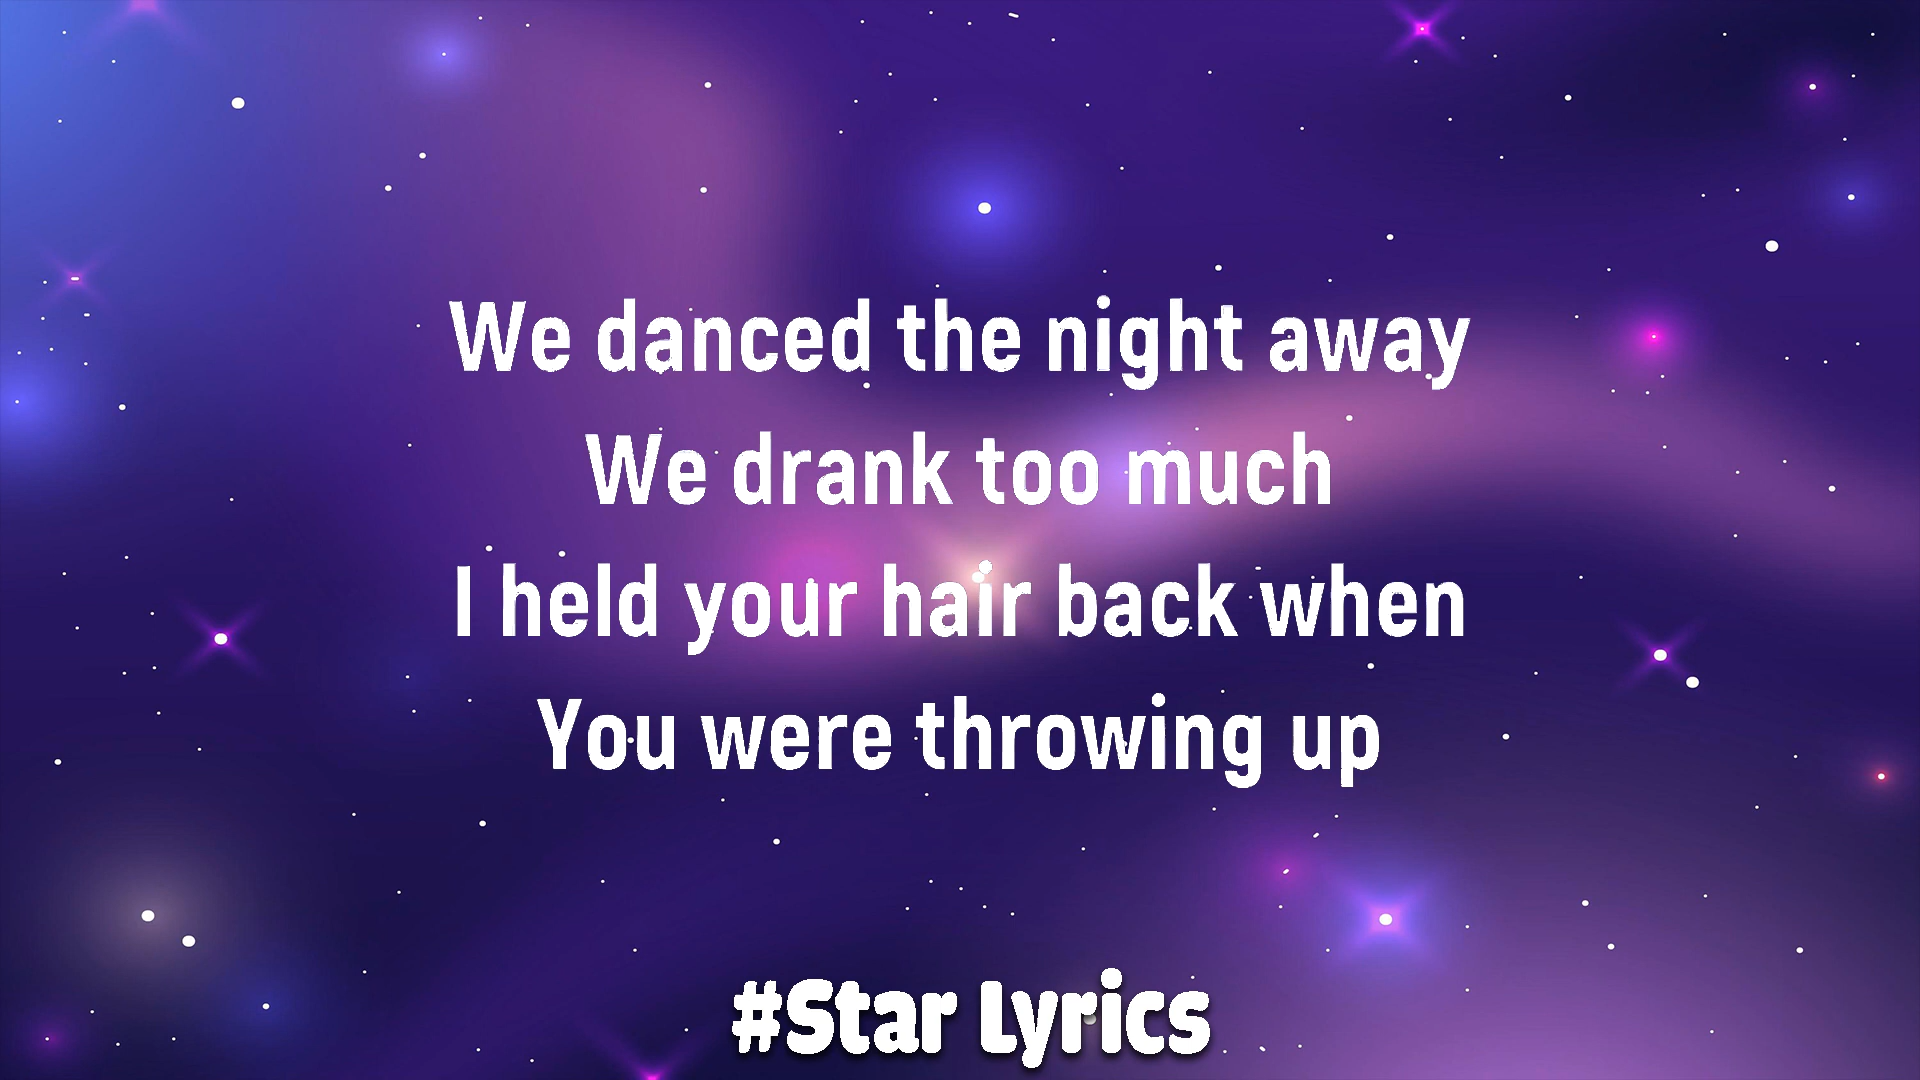 We danced the night away
We drank too much
I held your hair back when
You were throwing up
#Star Lyrics